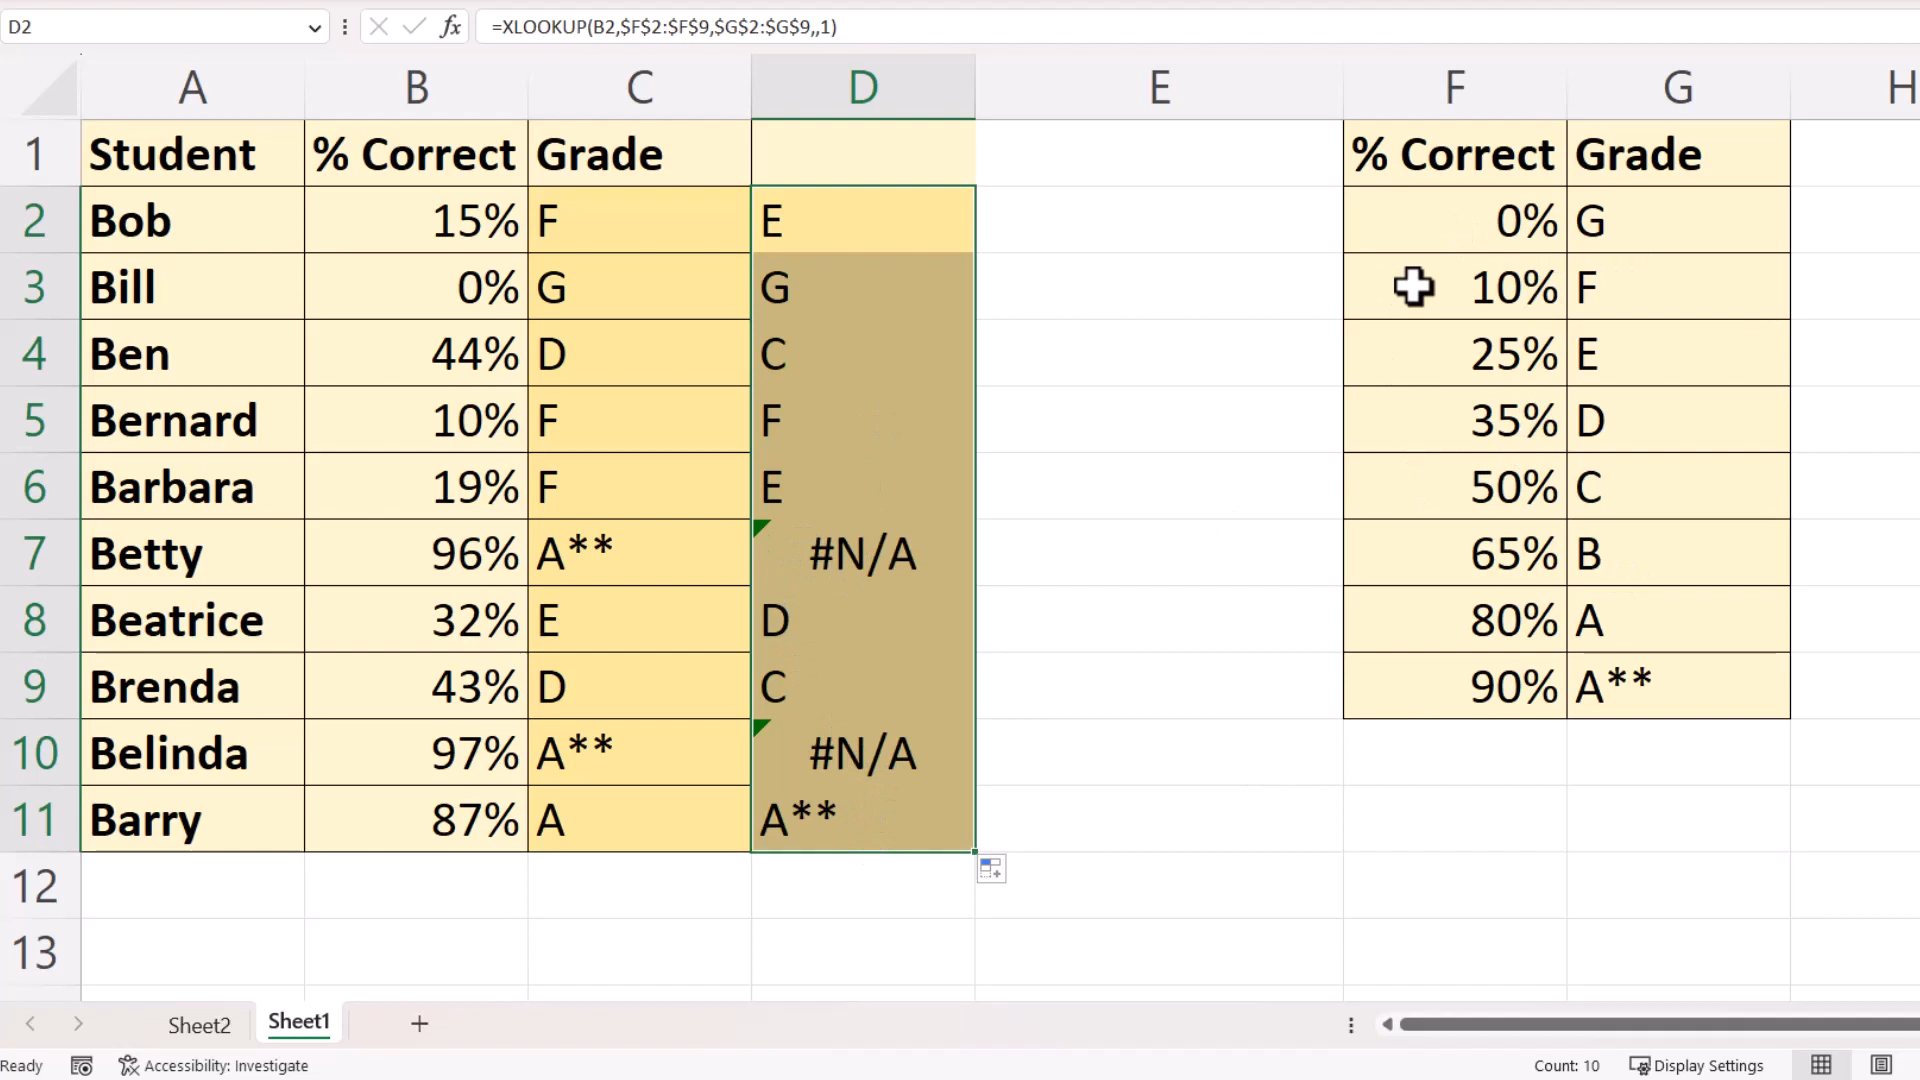 D2 fx =XLOOKUP(B2,$F$2:$F$9,$G$2:$G$9,,1)
A B C D E F G H
1 Student % Correct Grade % Correct Grade
2 Bob 15% F E 0% G
3 Bill 0% G G 10% F
4 Ben 44% D C 25% E
5 Bernard 10% F F 35% D
6 Barbara 19% F E 50% C
7 Betty 96% A** #N/A 65% B
8 Beatrice 32% E D 80% A
9 Brenda 43% D C 90% A**
10 Belinda 97% A** #N/A
11 Barry 87% A A**
12
13
Sheet2 Sheet1
Ready Accessibility: Investigate Count: 10 Display Settings